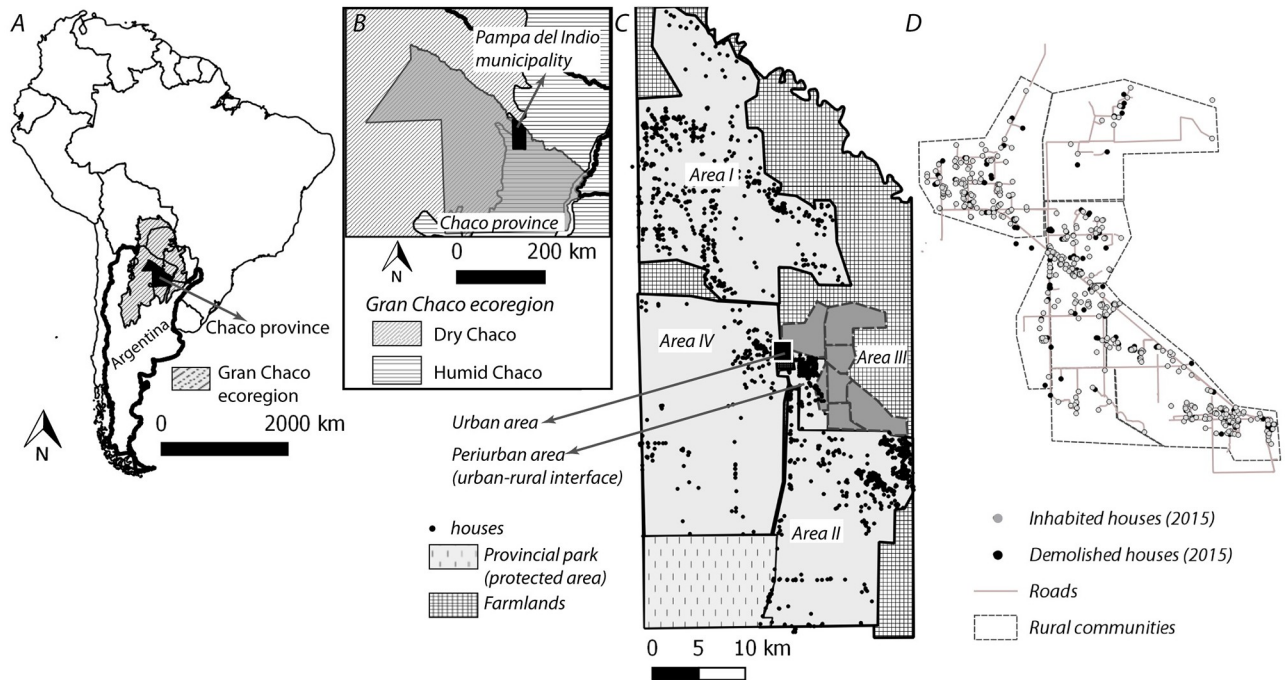 A
Argentina
Chaco province
Gran Chaco
ecoregion
N
0 2000 km
B
Pampa del Indio
municipality
Chaco province
N
0 200 km
Gran Chaco ecoregion
Dry Chaco
Humid Chaco
C
Area I
Area IV
Area III
Area II
Urban area
Periurban area
(urban-rural interface)
houses
Provincial park
(protected area)
Farmlands
0 5 10 km
D
Inhabited houses (2015)
Demolished houses (2015)
Roads
Rural communities